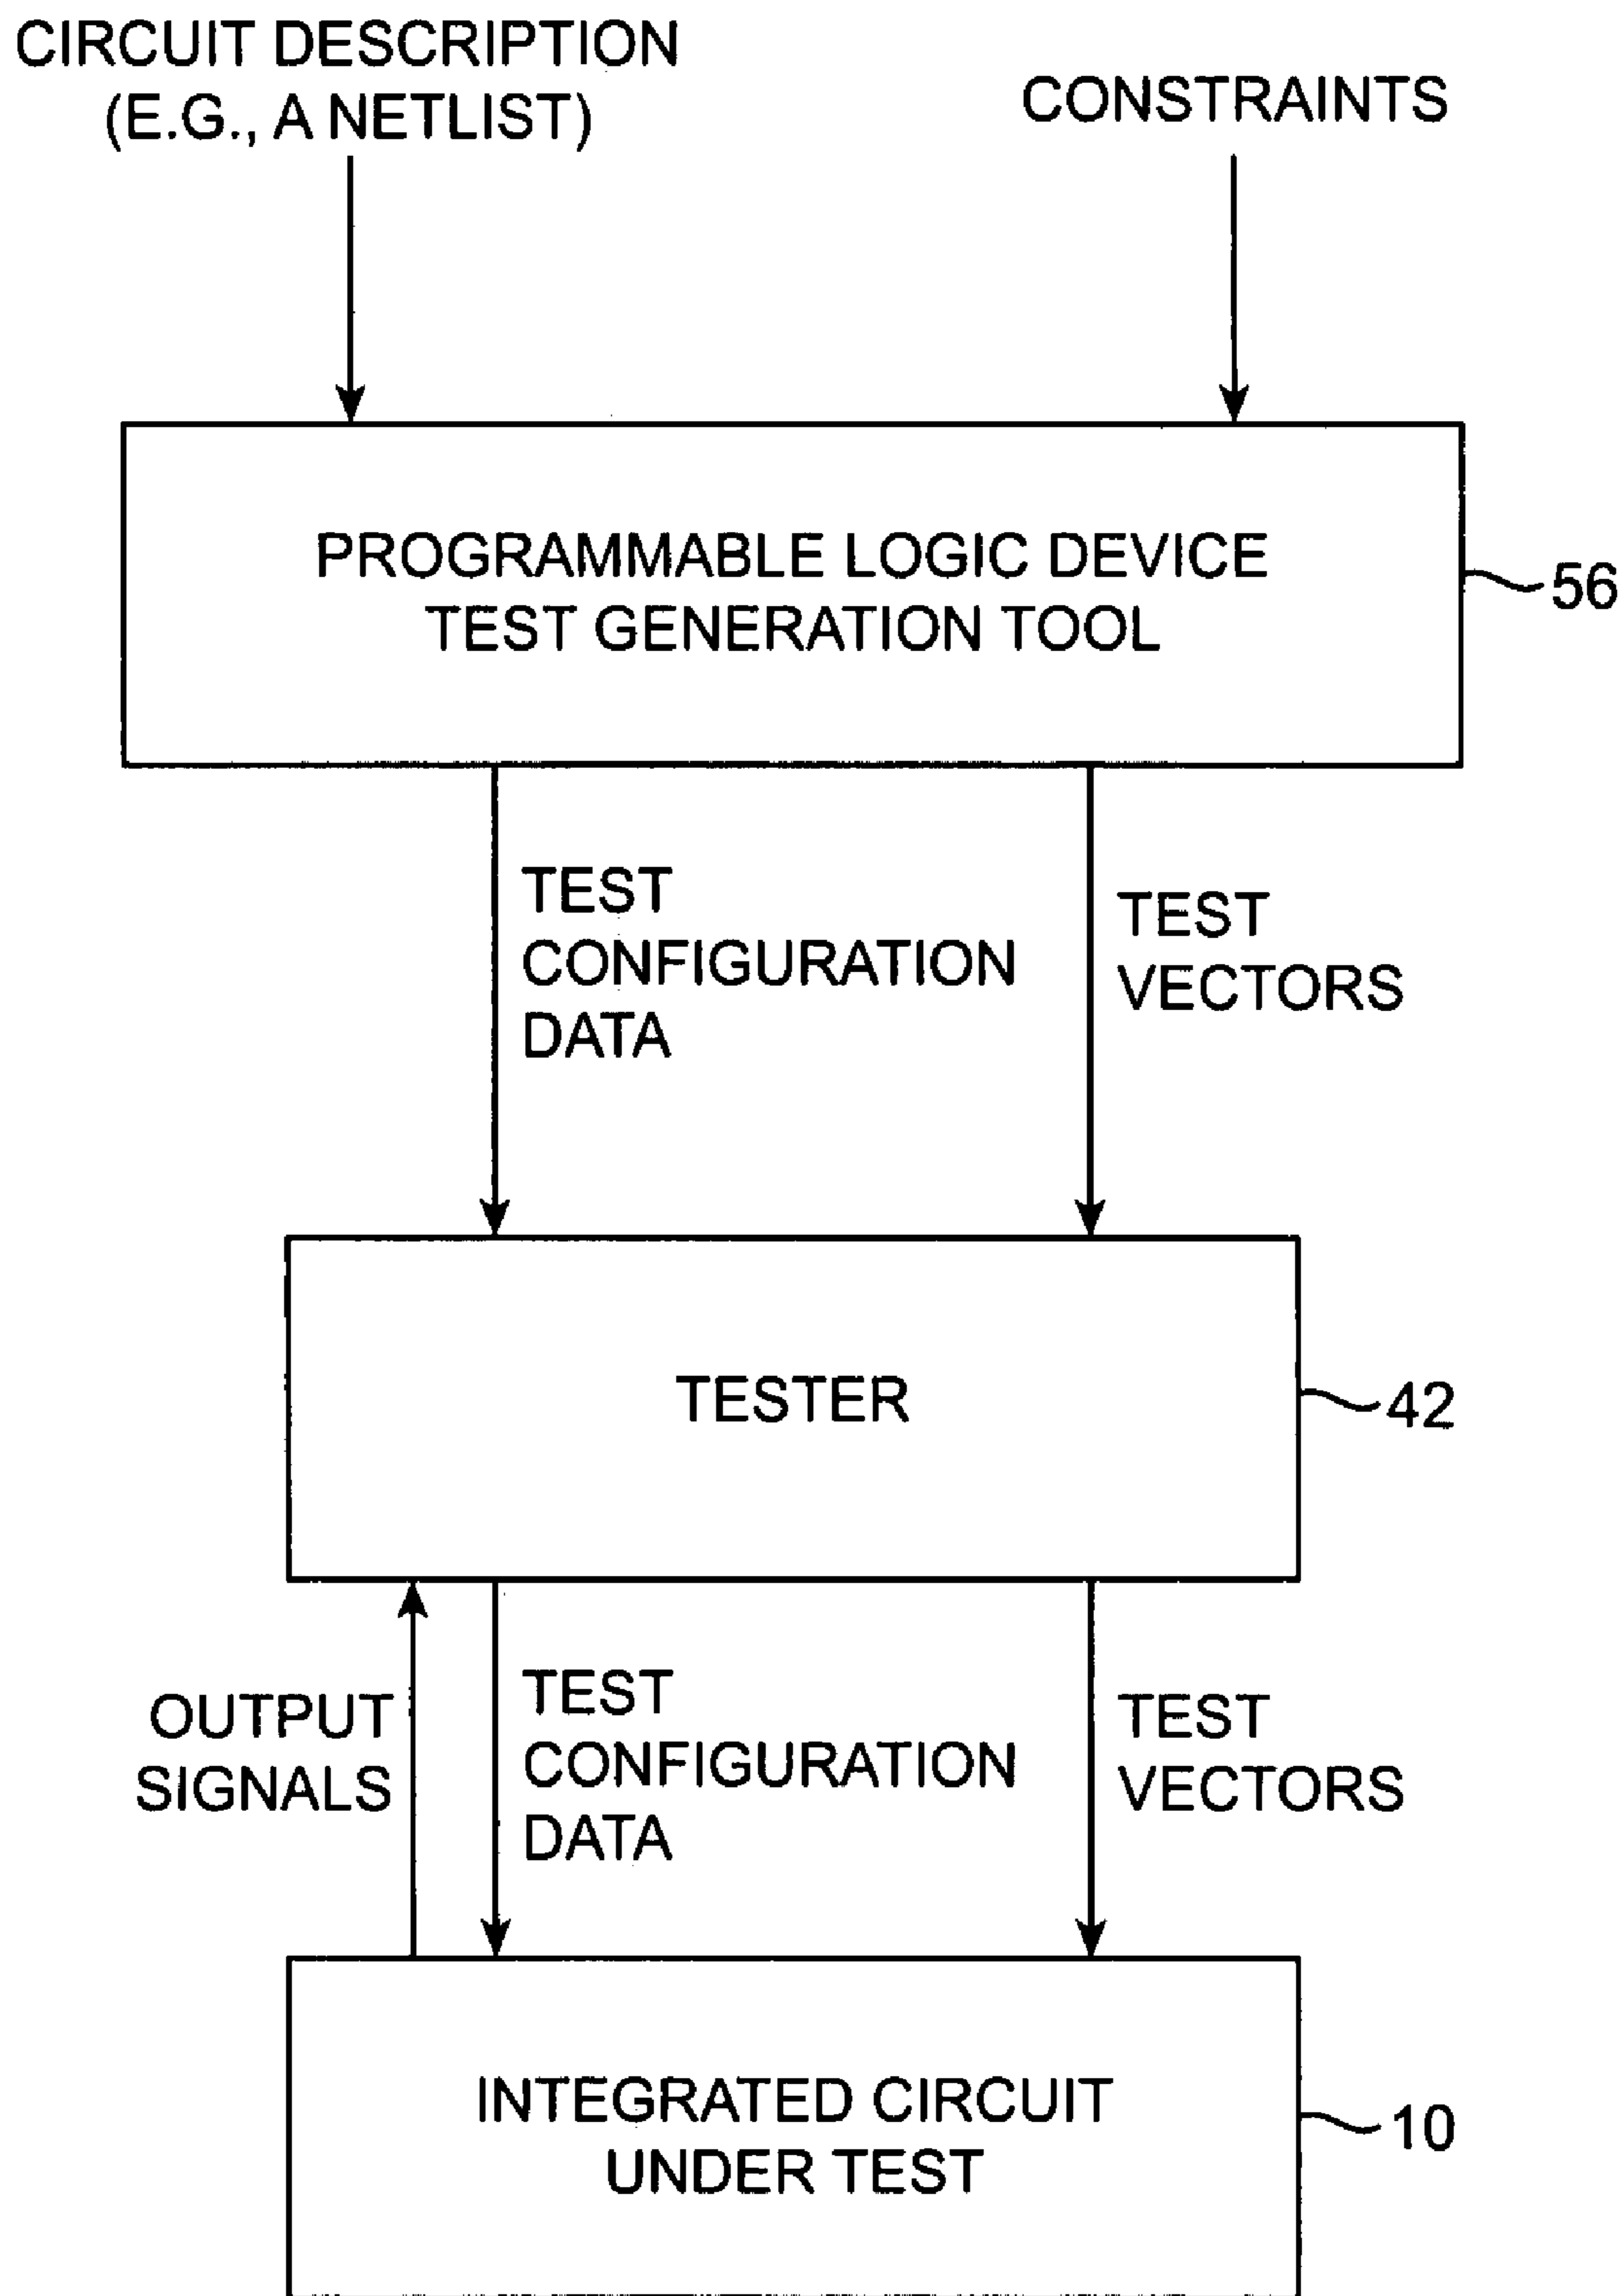 CIRCUIT DESCRIPTION
(E.G., A NETLIST)
CONSTRAINTS
PROGRAMMABLE LOGIC DEVICE
TEST GENERATION TOOL
56
TEST
CONFIGURATION
DATA
TEST
VECTORS
TESTER
42
OUTPUT
SIGNALS
TEST
CONFIGURATION
DATA
TEST
VECTORS
INTEGRATED CIRCUIT
UNDER TEST
10